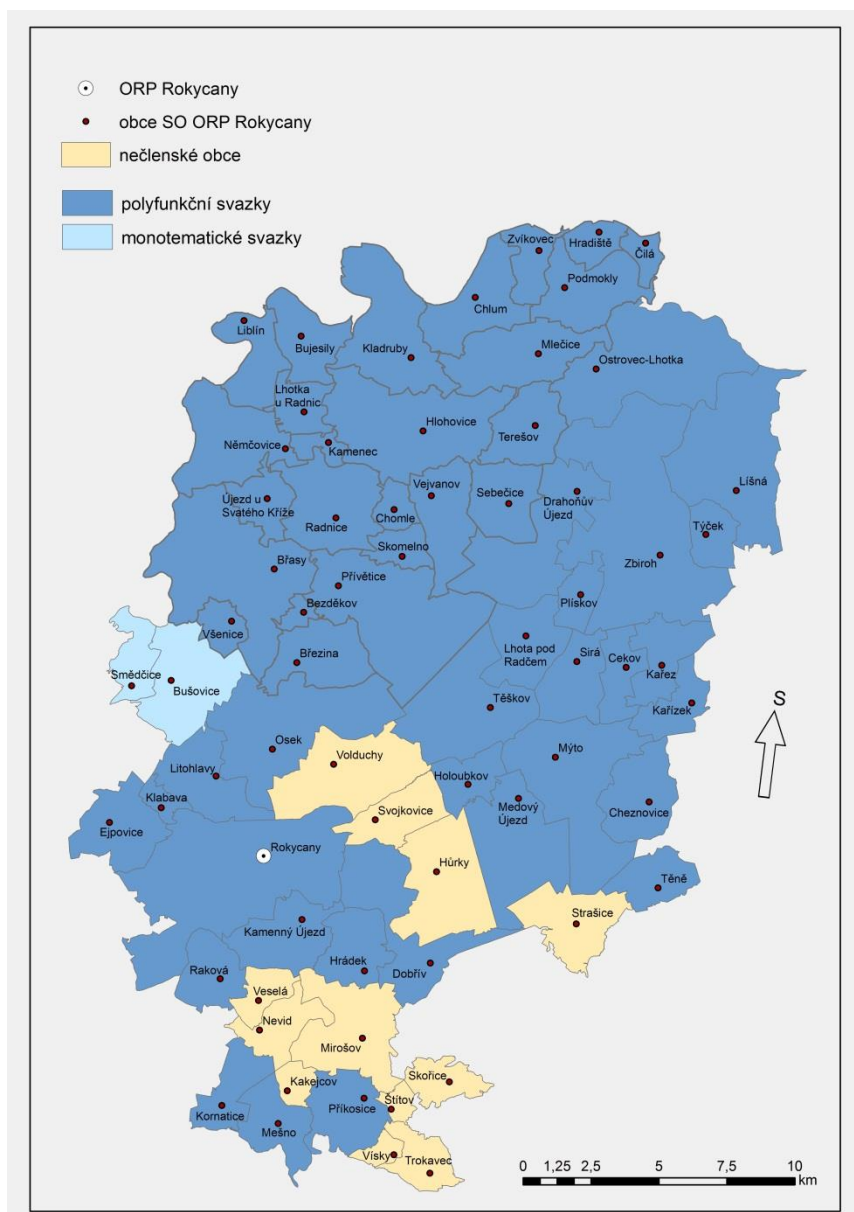 ORP Rokycany
obce SO ORP Rokycany
nečlenské obce
polyfunkční svazky
monotematické svazky
Zvíkovec
Hradiště
Čilá
Podmokly
Chlum
Liblín
Bujesily
Kladruby
Mlečice
Ostrovec-Lhotka
Lhotka
u Radnic
Hlohovice
Terešov
Němčovice
Kamenec
Vejvanov
Sebečice
Drahoňův
Újezd
Líšná
Újezd u
Svatého Kříže
Radnice
Chomle
Týček
Skomelno
Zbiroh
Břasy
Přívětice
Plískov
Bezděkov
Všenice
Březina
Lhota pod
Radčem
Sirá
Cekov
Kařez
Smědčice
Bušovice
Těškov
Kařízek
S
Osek
Volduchy
Mýto
Litohlavy
Holoubkov
Klabava
Medový
Újezd
Cheznovice
Ejpovice
Svojkovice
Rokycany
Hůrky
Těně
Strašice
Kamenný Újezd
Raková
Hrádek
Dobřív
Veselá
Nevid
Mirošov
Skořice
Kakejcov
Štítov
Kornatice
Příkosice
Mešno
Vísky
Trokavec
0 1,25 2,5 5 7,5 10
km